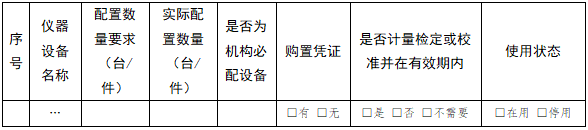 序号
仪器设备名称
配置数量要求（台/件）
实际配置数量（台/件）
是否为机构必配设备
购置凭证
是否计量检定或校准并在有效期内
使用状态
…
□有 □无
□是 □否 □不需要
□在用 □停用